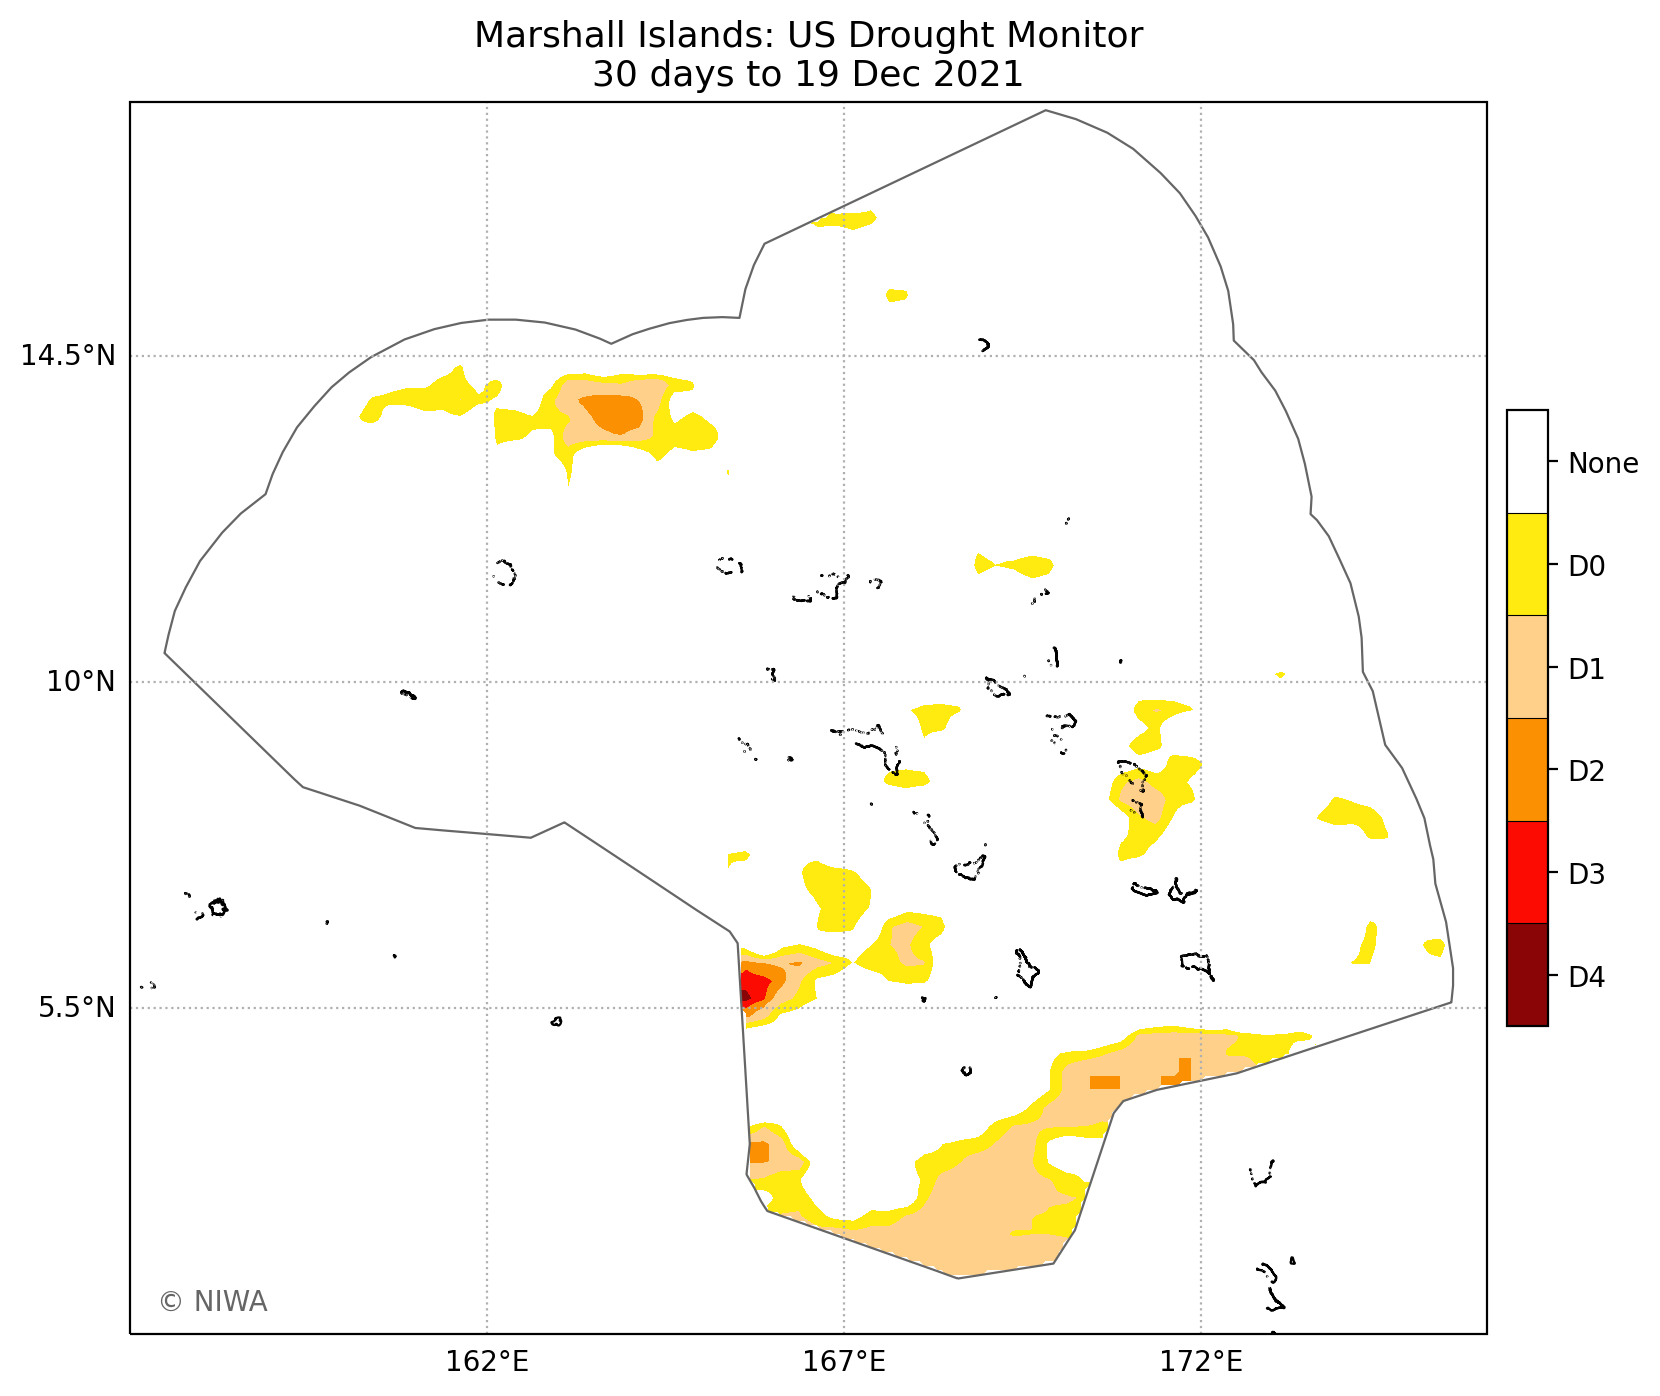 Marshall Islands: US Drought Monitor
30 days to 19 Dec 2021
14.5°N
10°N
5.5°N
162°E
167°E
172°E
None
D0
D1
D2
D3
D4
© NIWA